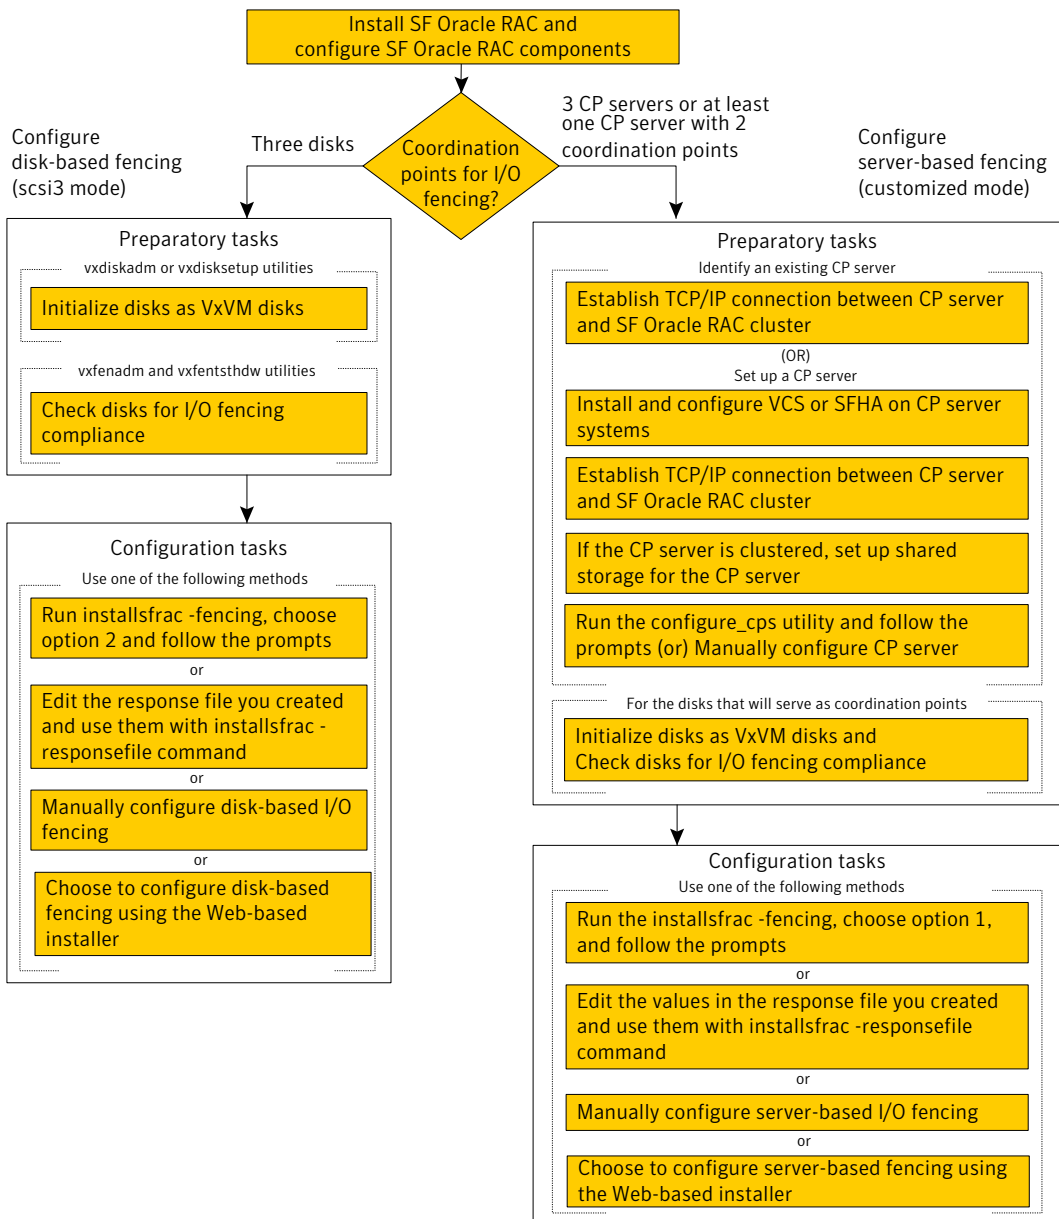 Install SF Oracle RAC and
configure SF Oracle RAC components
Configure
disk-based fencing
(scsi3 mode)
Three disks
Coordination
points for I/O
fencing?
3 CP servers or at least
one CP server with 2
coordination points
Configure
server-based fencing
(customized mode)
Preparatory tasks
vxdiskadm or vxdisksetup utilities
Initialize disks as VxVM disks
vxfenadm and vxfentsthdw utilities
Check disks for I/O fencing
compliance
Configuration tasks
Use one of the following methods
Run installsfrac -fencing, choose
option 2 and follow the prompts
or
Edit the response file you created
and use them with installsfrac -
responsefile command
or
Manually configure disk-based I/O
fencing
or
Choose to configure disk-based
fencing using the Web-based
installer
Preparatory tasks
Identify an existing CP server
Establish TCP/IP connection between CP server
and SF Oracle RAC cluster
(OR)
Set up a CP server
Install and configure VCS or SFHA on CP server
systems
Establish TCP/IP connection between CP server
and SF Oracle RAC cluster
If the CP server is clustered, set up shared
storage for the CP server
Run the configure_cps utility and follow the
prompts (or) Manually configure CP server
For the disks that will serve as coordination points
Initialize disks as VxVM disks and
Check disks for I/O fencing compliance
Configuration tasks
Use one of the following methods
Run the installsfrac -fencing, choose option 1,
and follow the prompts
or
Edit the values in the response file you created
and use them with installsfrac -responsefile
command
or
Manually configure server-based I/O fencing
or
Choose to configure server-based fencing using
the Web-based installer